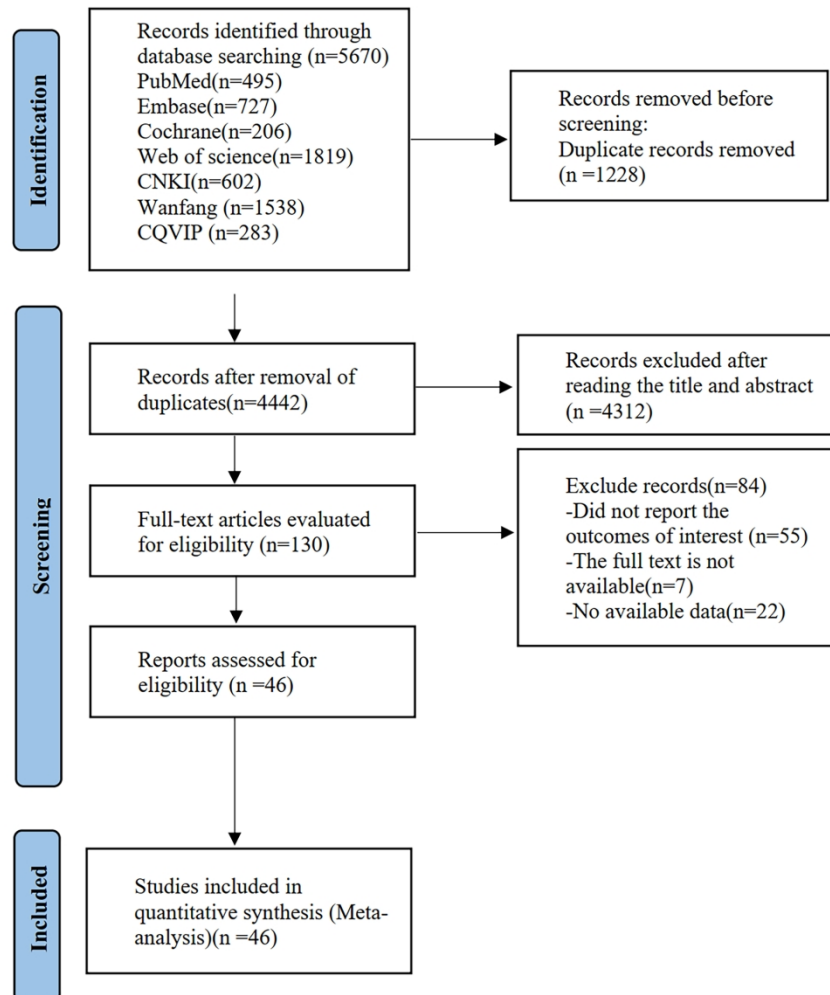 Identification
Records identified through
database searching (n=5670)
PubMed(n=495)
Embase(n=727)
Cochrane(n=206)
Web of science(n=1819)
CNKI(n=602)
Wanfang (n=1538)
CQVIP (n=283)
Records removed before
screening:
Duplicate records removed
(n =1228)
Screening
Records after removal of
duplicates(n=4442)
Records excluded after
reading the title and abstract
(n =4312)
Full-text articles evaluated
for eligibility (n=130)
Exclude records(n=84)
-Did not report the
outcomes of interest (n=55)
-The full text is not
available(n=7)
-No available data(n=22)
Reports assessed for
eligibility (n =46)
Included
Studies included in
quantitative synthesis (Meta-
analysis)(n =46)